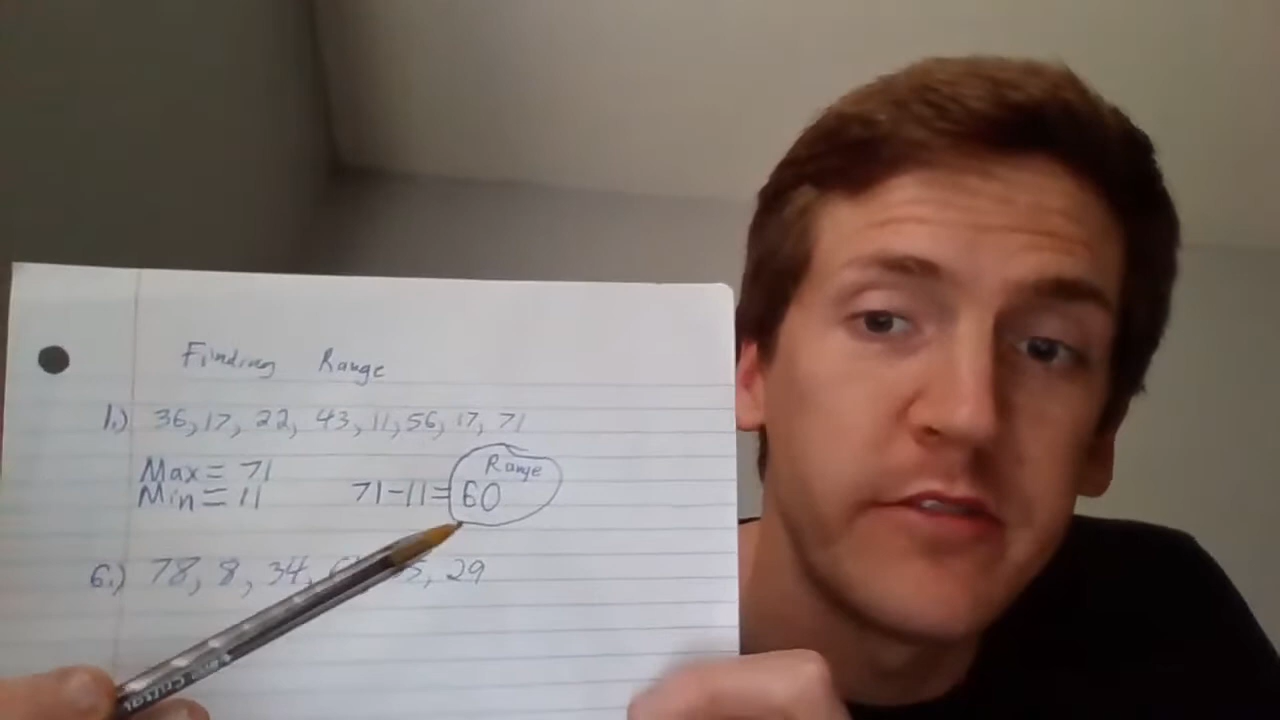 Finding Range
1.) 36, 17, 22, 43, 11, 56, 17, 71
Max = 71
Min = 11
71-11=60
Range
6.) 78, 8, 34, 29